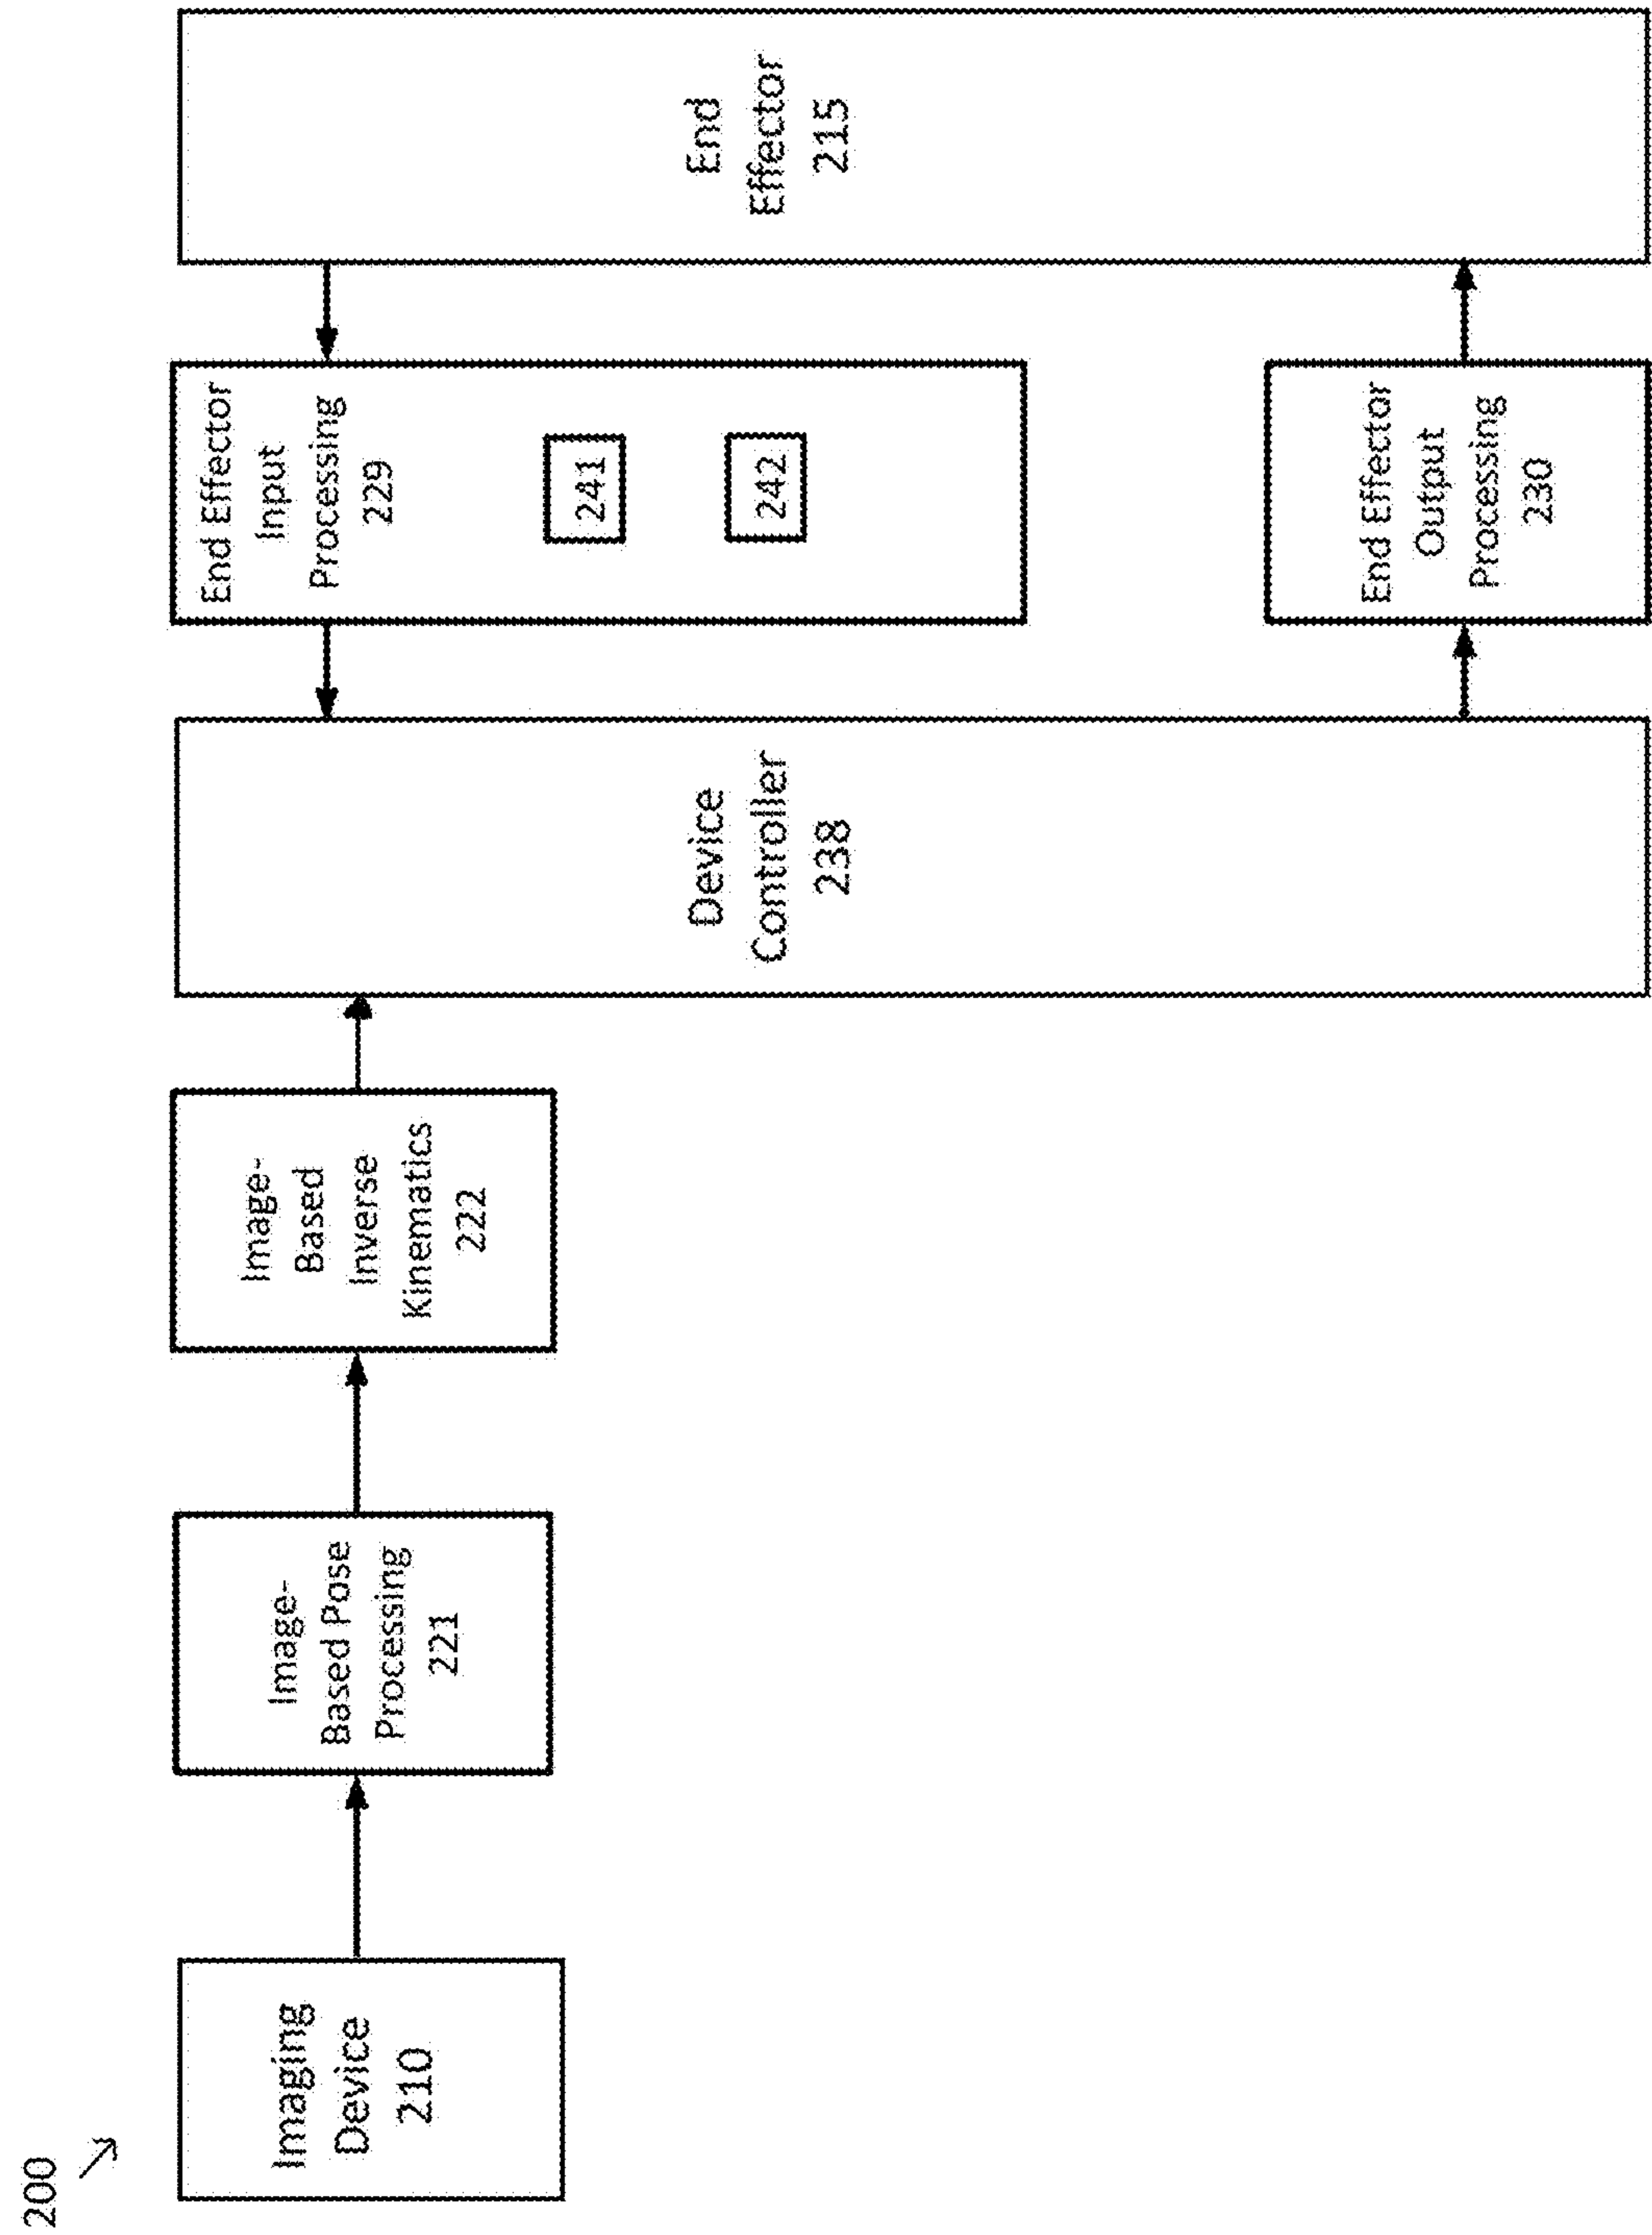 200
Imaging
Device
210
Image-
Based Pose
Processing
221
Image-
Based
Inverse
Kinematics
222
Device
Controller
238
End Effector
Input
Processing
229
241
242
End Effector
Output
Processing
230
End
Effector
215